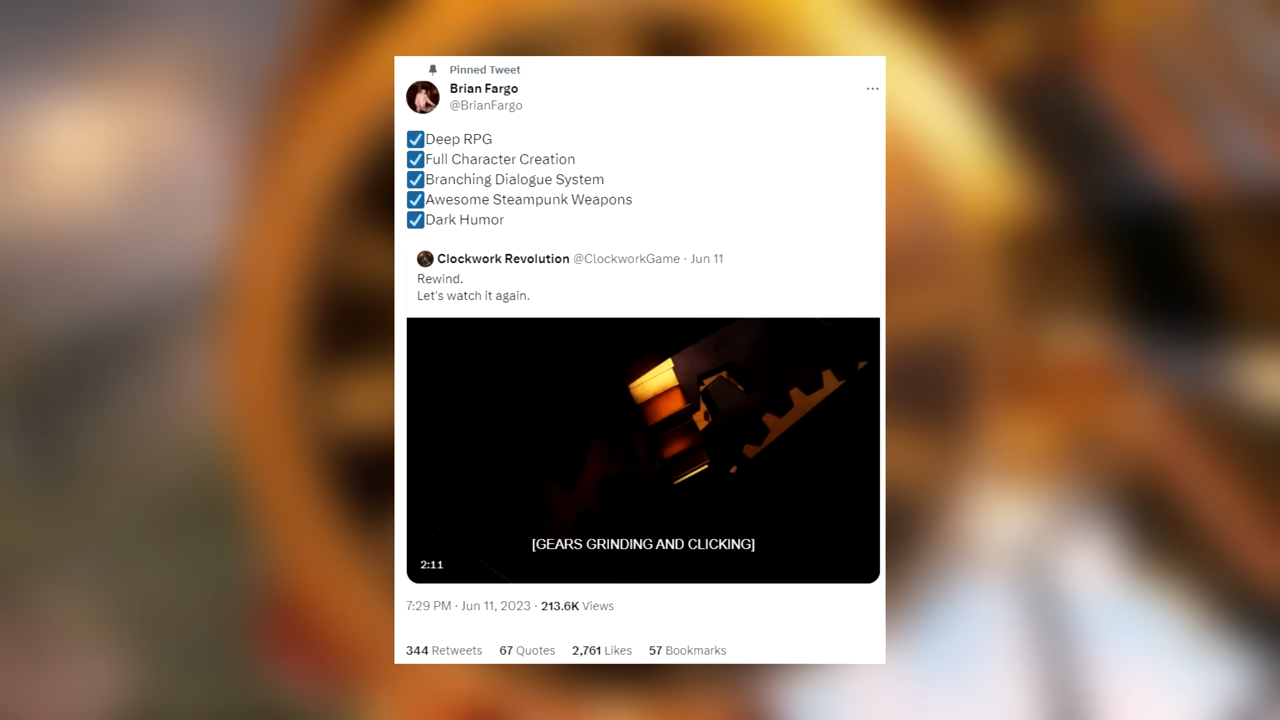 Pinned Tweet
Brian Fargo
@BrianFargo
☑Deep RPG
☑Full Character Creation
☑Branching Dialogue System
☑Awesome Steampunk Weapons
☑Dark Humor
Clockwork Revolution @ClockworkGame · Jun 11
Rewind.
Let's watch it again.
[GEARS GRINDING AND CLICKING]
2:11
7:29 PM · Jun 11, 2023 · 213.6K Views
344 Retweets 67 Quotes 2,761 Likes 57 Bookmarks